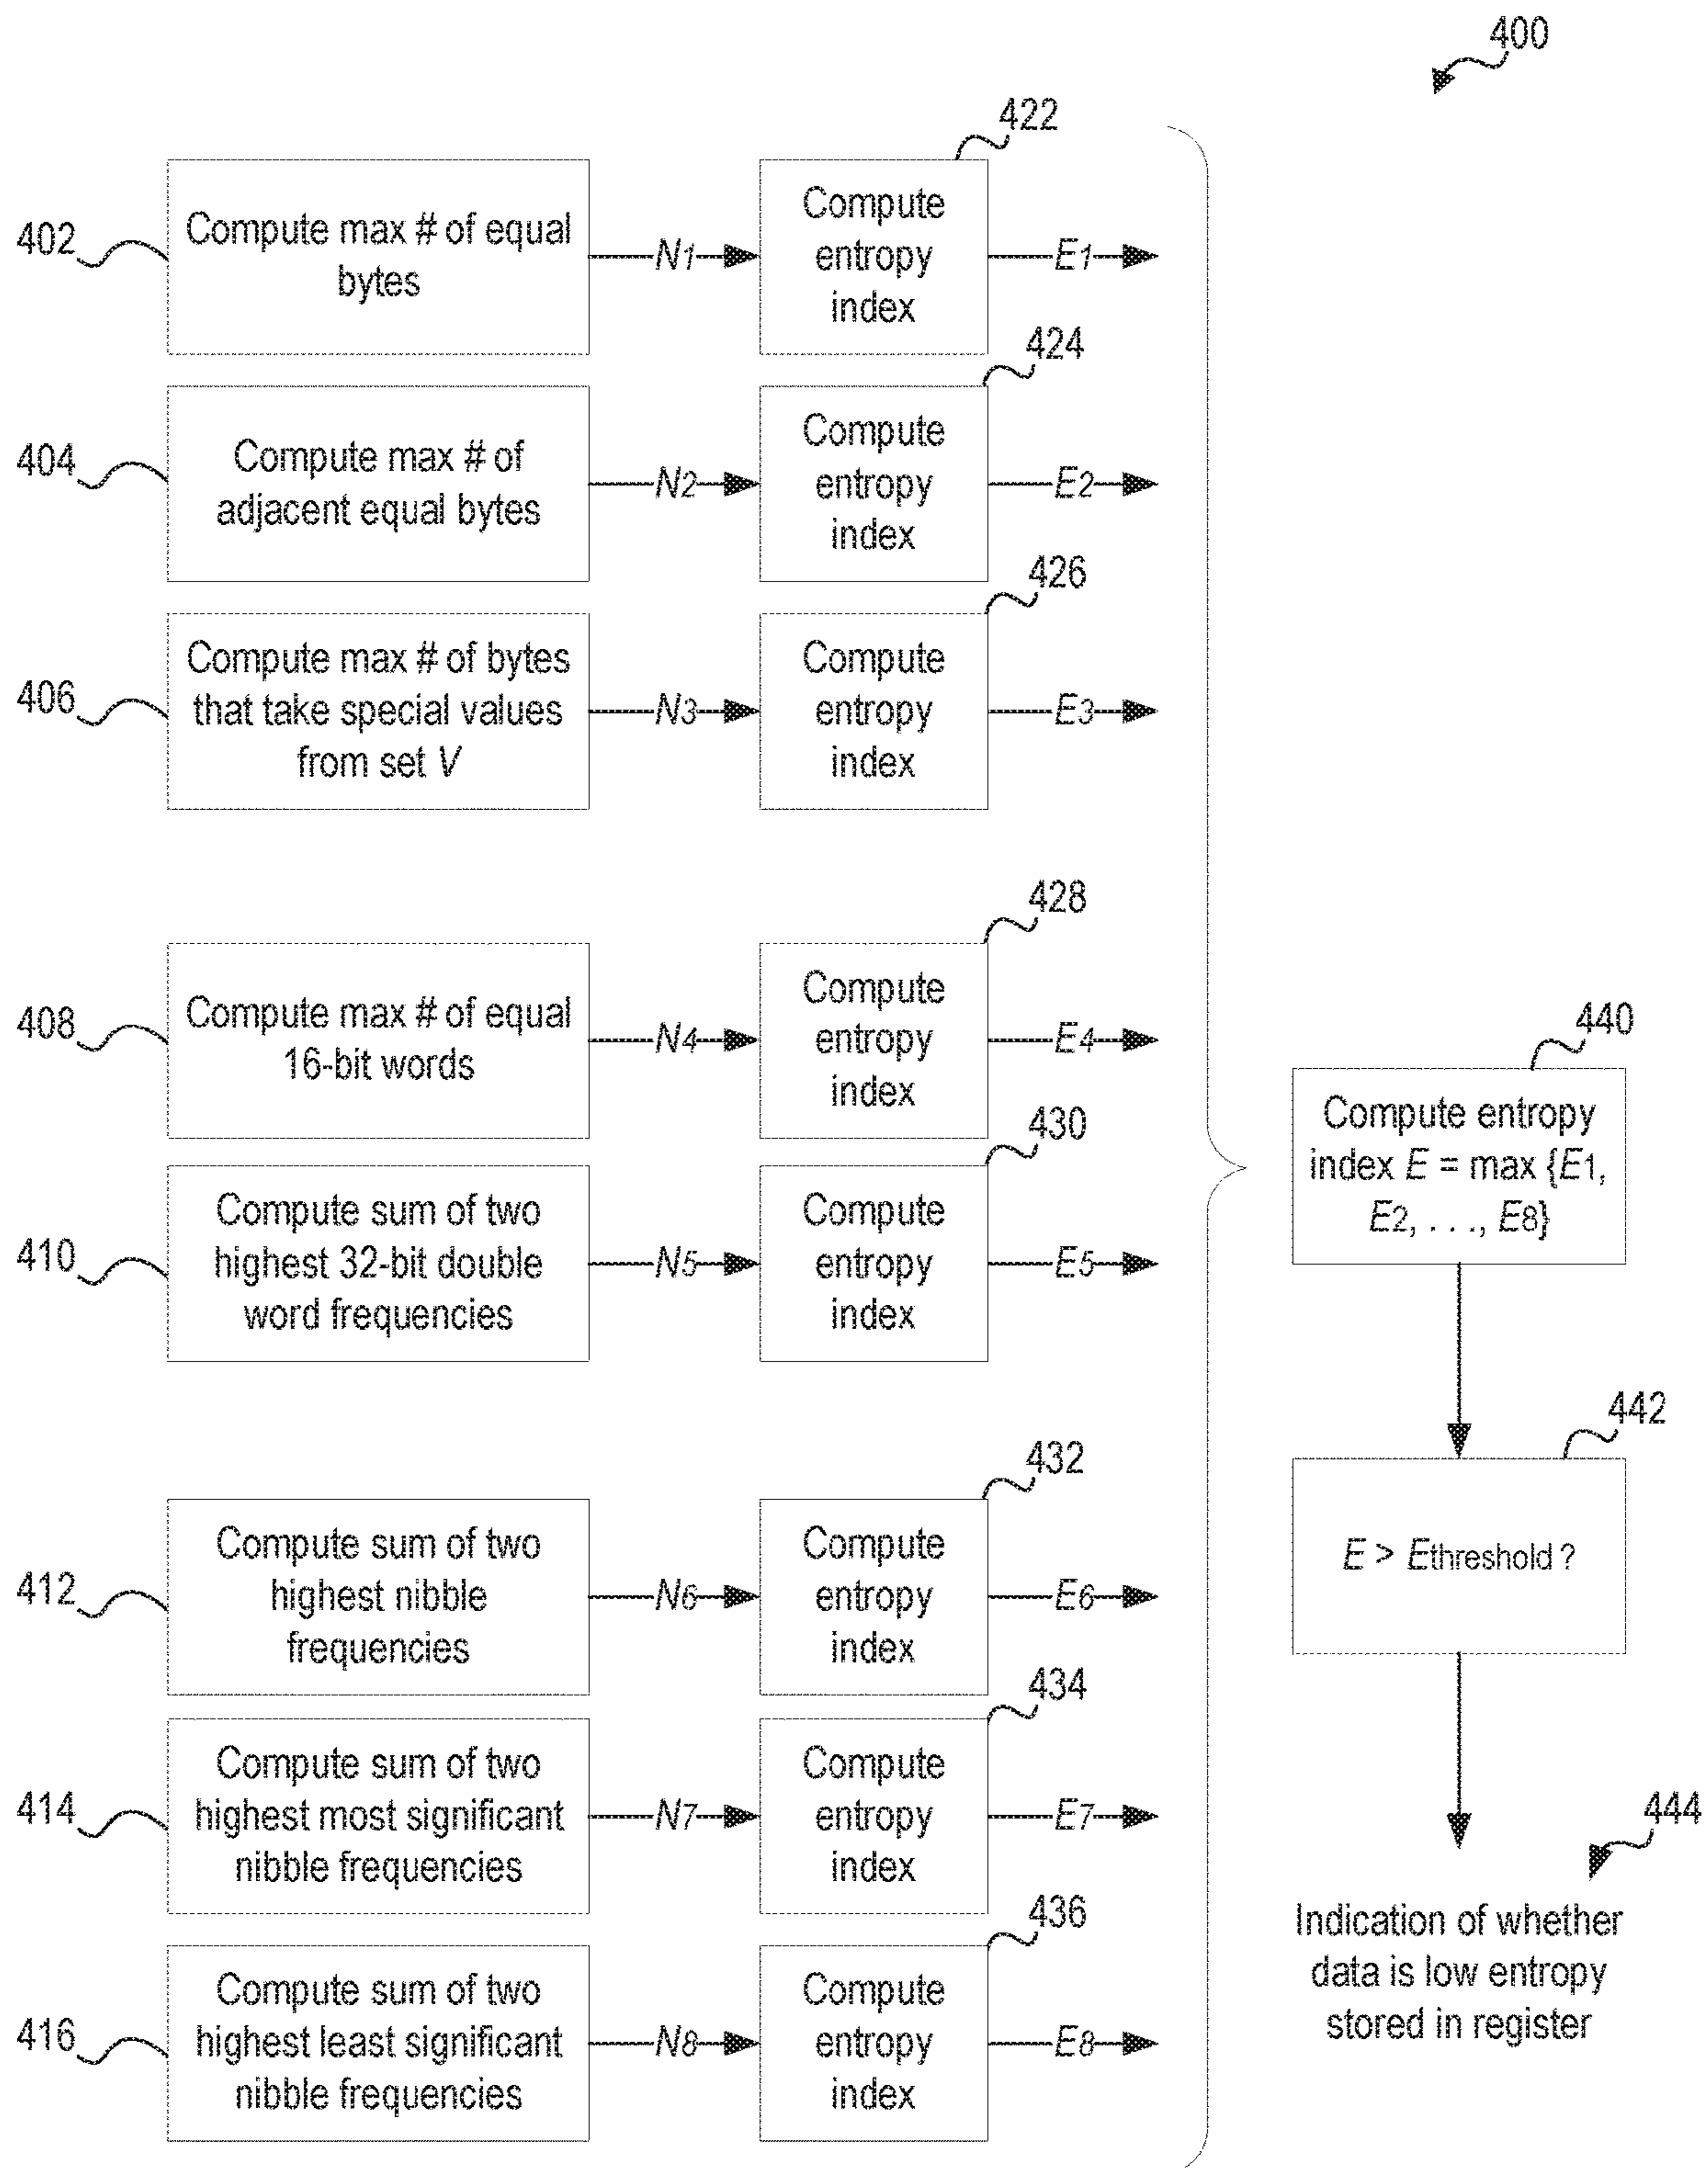 400
422
402
Compute max # of equal
bytes
N1
Compute
entropy
index
E1
424
404
Compute max # of
adjacent equal bytes
N2
Compute
entropy
index
E2
426
406
Compute max # of bytes
that take special values
from set V
N3
Compute
entropy
index
E3
428
408
Compute max # of equal
16-bit words
N4
Compute
entropy
index
E4
430
410
Compute sum of two
highest 32-bit double
word frequencies
N5
Compute
entropy
index
E5
432
412
Compute sum of two
highest nibble
frequencies
N6
Compute
entropy
index
E6
434
414
Compute sum of two
highest most significant
nibble frequencies
N7
Compute
entropy
index
E7
436
416
Compute sum of two
highest least significant
nibble frequencies
N8
Compute
entropy
index
E8
440
Compute entropy
index E = max {E1,
E2, . . ., E8}
442
E > Ethreshold ?
444
Indication of whether
data is low entropy
stored in register